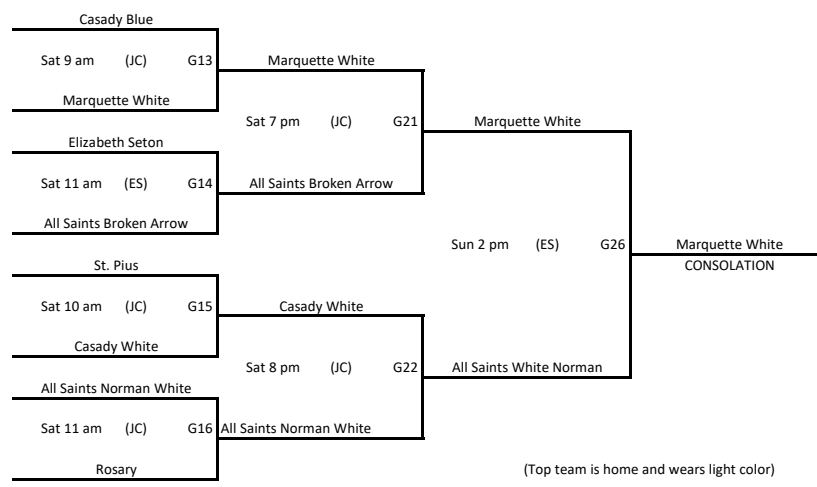 Casady Blue
Sat 9 am (JC) G13 Marquette White
Marquette White
Sat 7 pm (JC) G21 Marquette White
Elizabeth Seton
Sat 11 am (ES) G14 All Saints Broken Arrow
All Saints Broken Arrow
Sun 2 pm (ES) G26 Marquette White
St. Pius CONSOLATION
Sat 10 am (JC) G15 Casady White
Casady White
Sat 8 pm (JC) G22 All Saints White Norman
All Saints Norman White
Sat 11 am (JC) G16 All Saints Norman White
Rosary (Top team is home and wears light color)